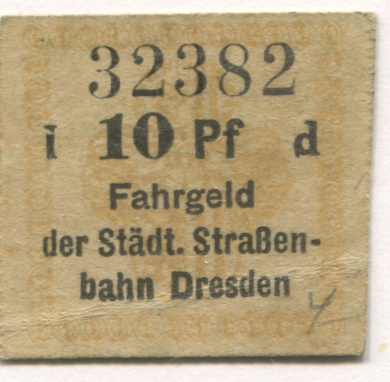 32382
i 10 Pf d
Fahrgeld
der Städt. Straßen-
bahn Dresden